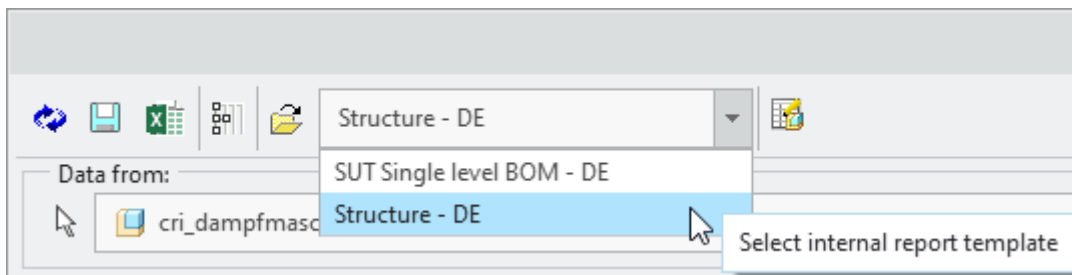 Structure - DE
SUT Single level BOM - DE
Data from:
Structure - DE
cri_dampfmasc
Select internal report template